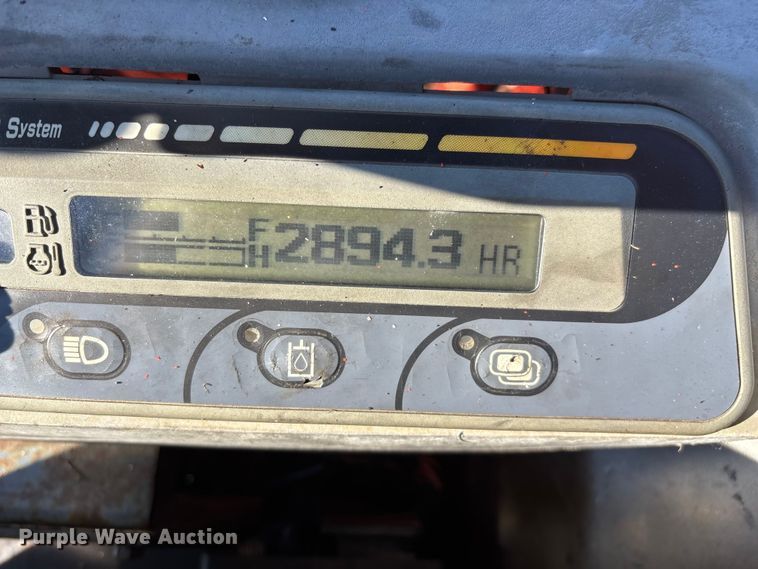 System
F
H
2894.3 HR
Purple Wave Auction